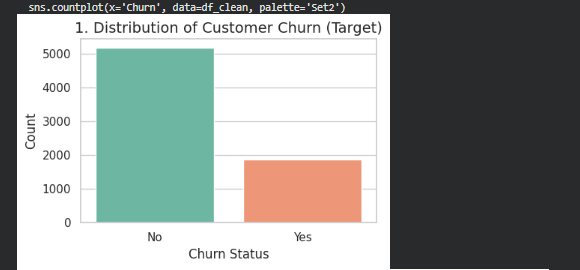 sns.countplot(x='Churn', data=df_clean, palette='Set2')
1. Distribution of Customer Churn (Target)
5000
4000
3000
2000
1000
0
Count
No Yes
Churn Status